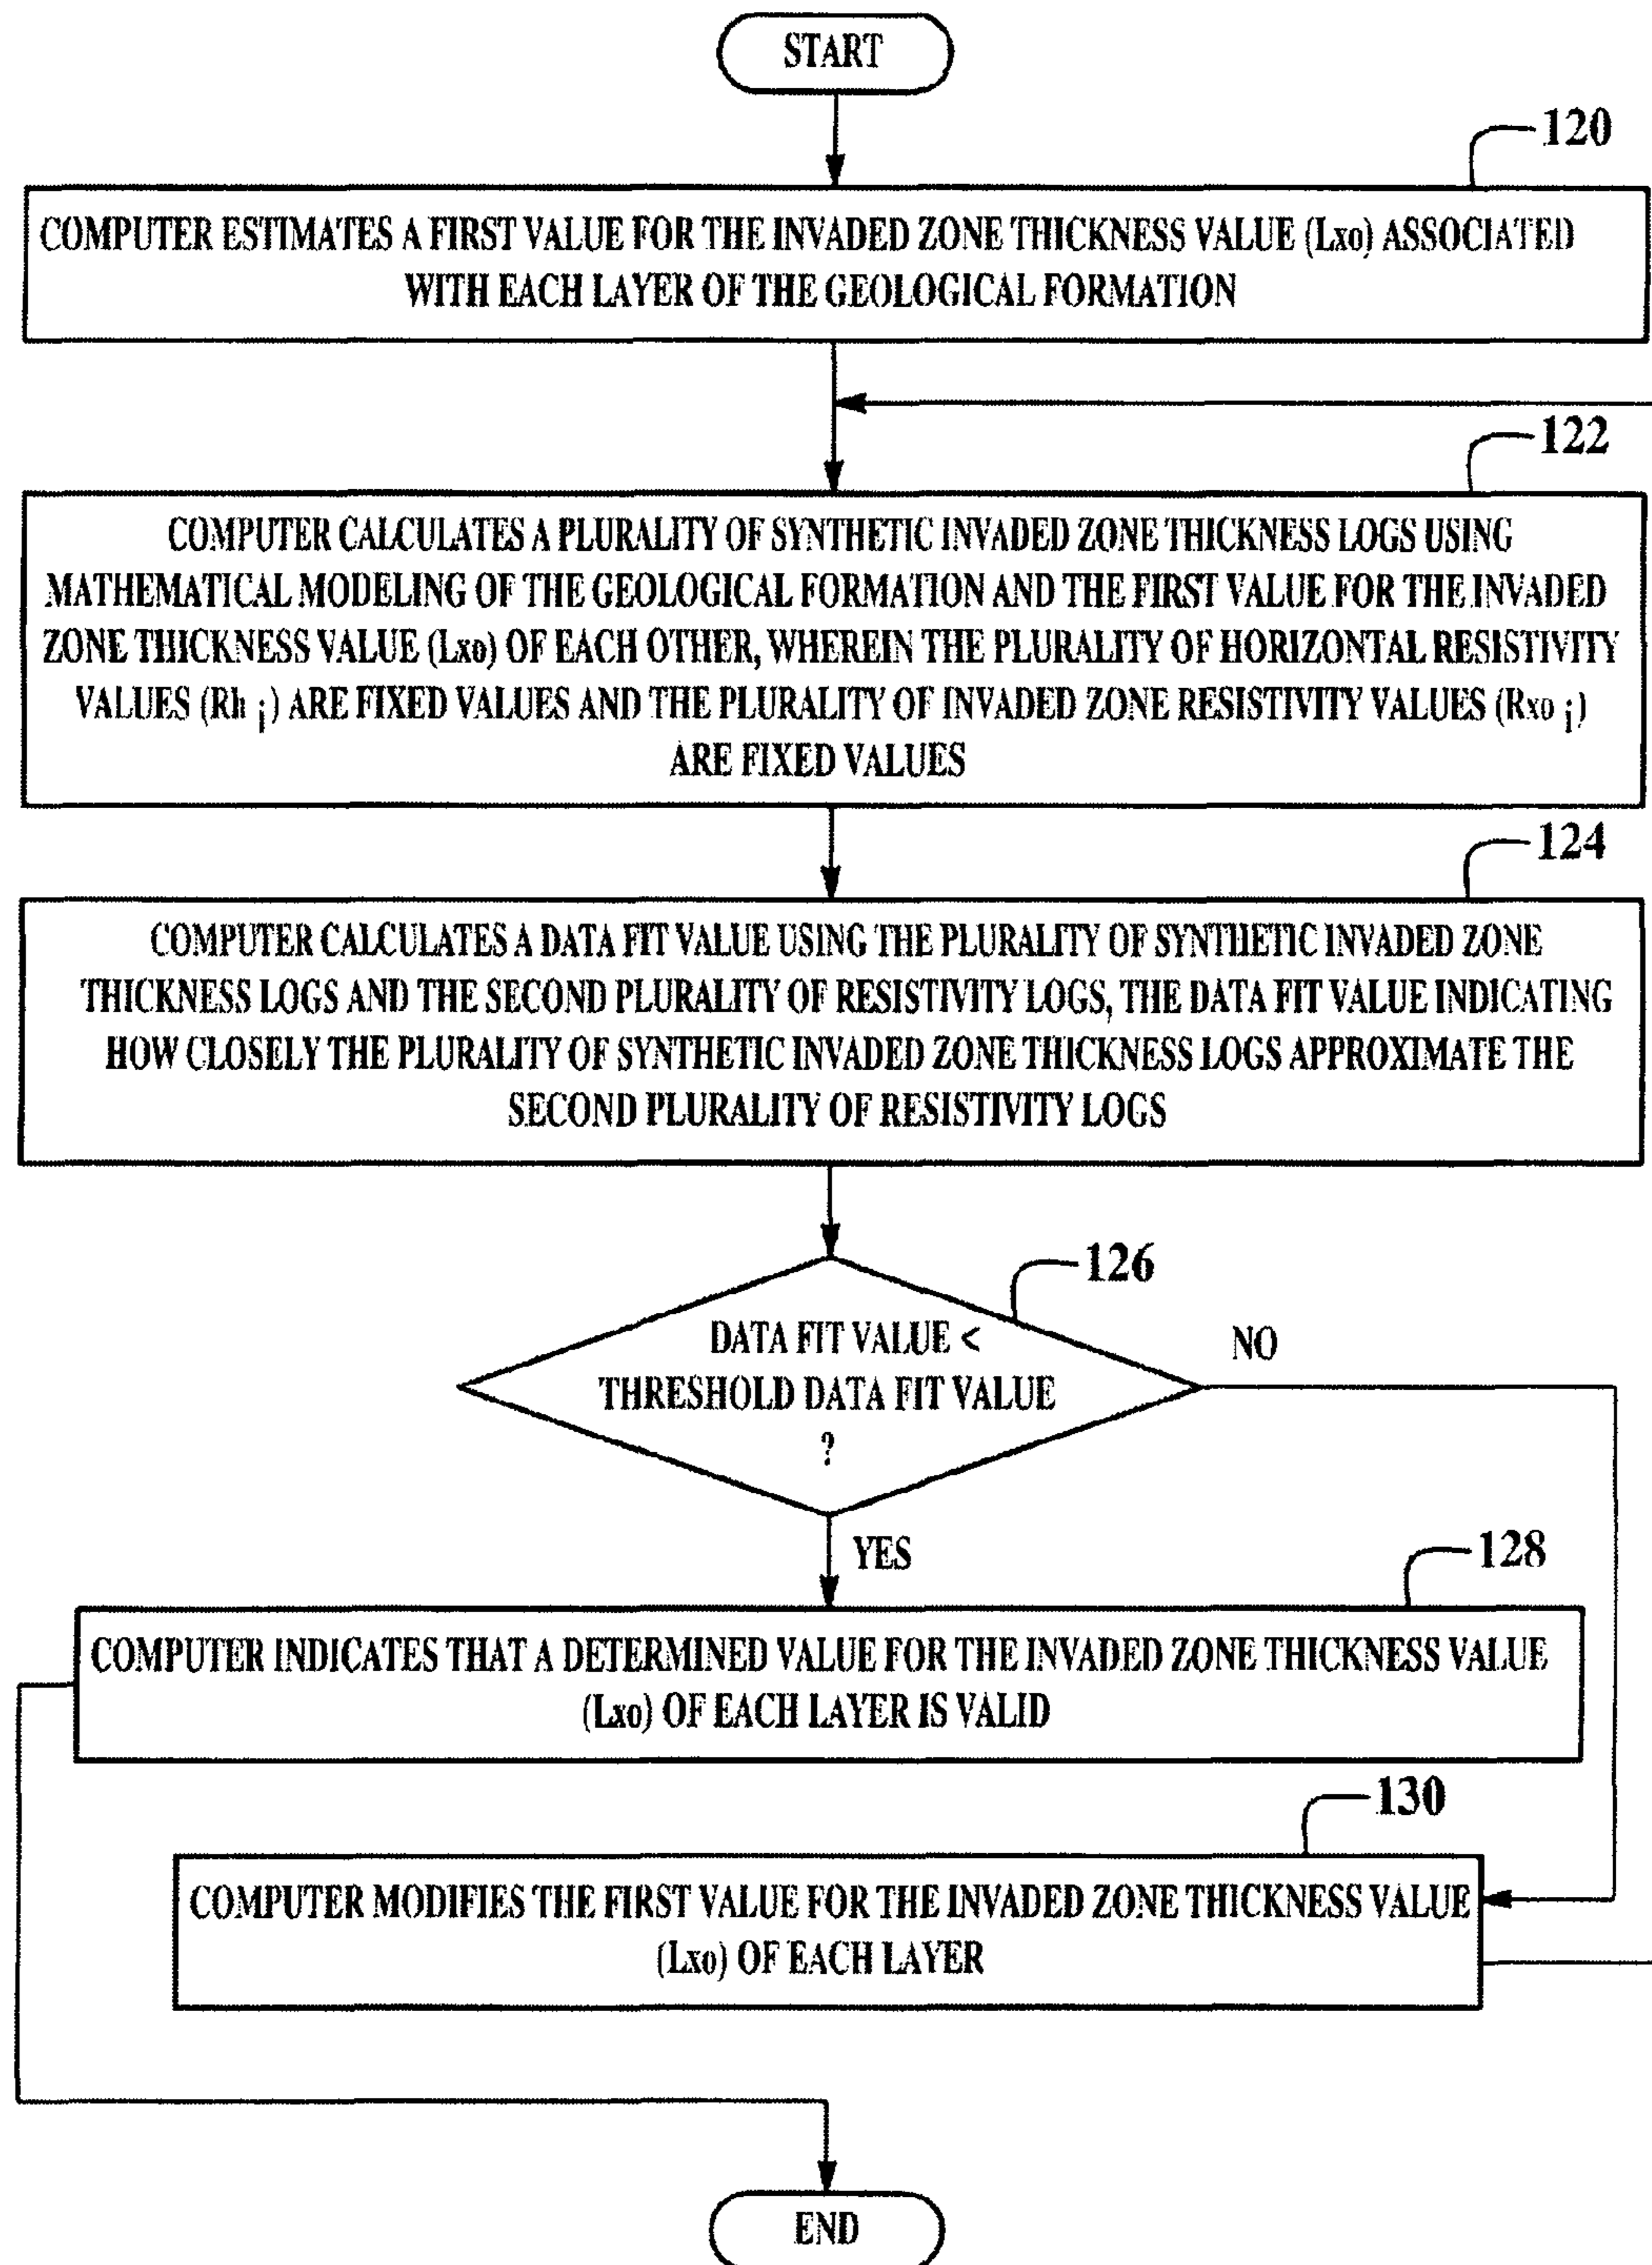 START
120
COMPUTER ESTIMATES A FIRST VALUE FOR THE INVADED ZONE THICKNESS VALUE (Lxo) ASSOCIATED
WITH EACH LAYER OF THE GEOLOGICAL FORMATION
122
COMPUTER CALCULATES A PLURALITY OF SYNTHETIC INVADED ZONE THICKNESS LOGS USING
MATHEMATICAL MODELING OF THE GEOLOGICAL FORMATION AND THE FIRST VALUE FOR THE INVADED
ZONE THICKNESS VALUE (Lxo) OF EACH OTHER, WHEREIN THE PLURALITY OF HORIZONTAL RESISTIVITY
VALUES (Rh i) ARE FIXED VALUES AND THE PLURALITY OF INVADED ZONE RESISTIVITY VALUES (Rxo i)
ARE FIXED VALUES
124
COMPUTER CALCULATES A DATA FIT VALUE USING THE PLURALITY OF SYNTHETIC INVADED ZONE
THICKNESS LOGS AND THE SECOND PLURALITY OF RESISTIVITY LOGS, THE DATA FIT VALUE INDICATING
HOW CLOSELY THE PLURALITY OF SYNTHETIC INVADED ZONE THICKNESS LOGS APPROXIMATE THE
SECOND PLURALITY OF RESISTIVITY LOGS
126
DATA FIT VALUE <
THRESHOLD DATA FIT VALUE
?
NO
YES
128
COMPUTER INDICATES THAT A DETERMINED VALUE FOR THE INVADED ZONE THICKNESS VALUE
(Lxo) OF EACH LAYER IS VALID
130
COMPUTER MODIFIES THE FIRST VALUE FOR THE INVADED ZONE THICKNESS VALUE
(Lxo) OF EACH LAYER
END